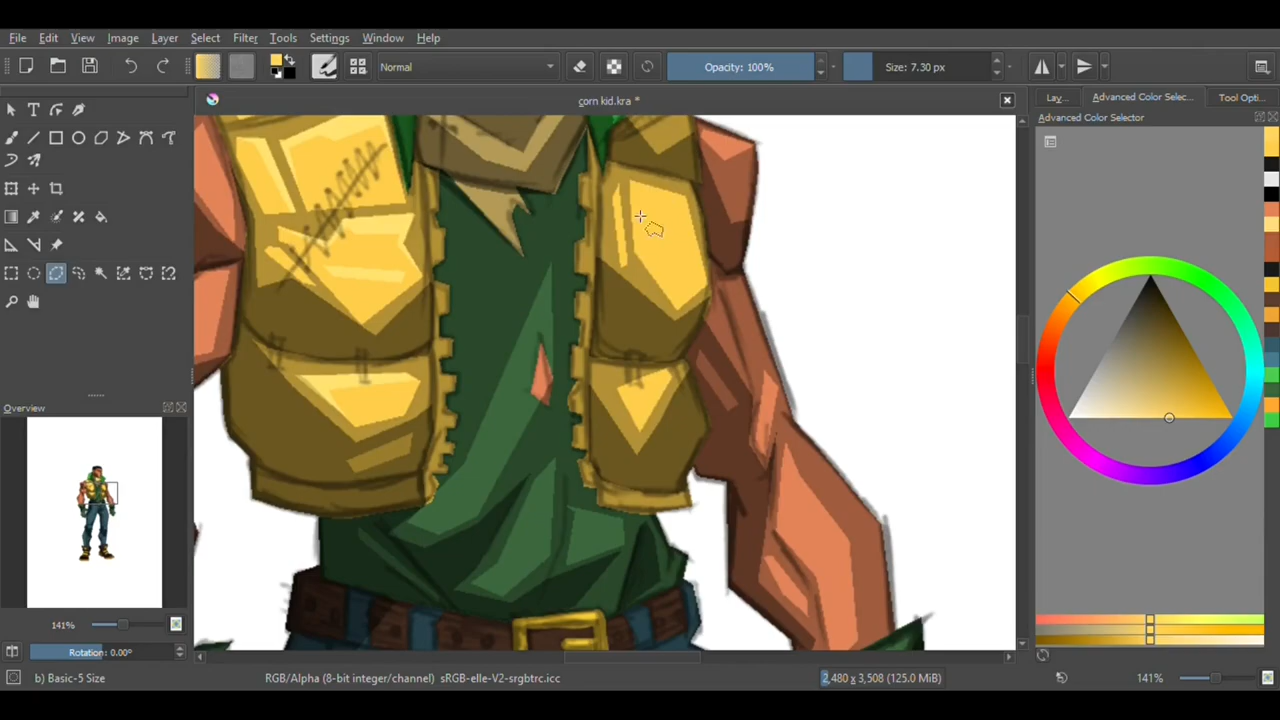 File Edit View Image Layer Select Filter Tools Settings Window Help
Normal Opacity: 100% Size: 7.30 px
corn kid.kra *
Lay... Advanced Color Selec... Tool Opti...
Advanced Color Selector
Overview
141%
Rotation: 0.00°
b) Basic-5 Size RGB/Alpha (8-bit integer/channel) sRGB-elle-V2-srgbtrc.icc 2,480 x 3,508 (125.0 MiB) 141%